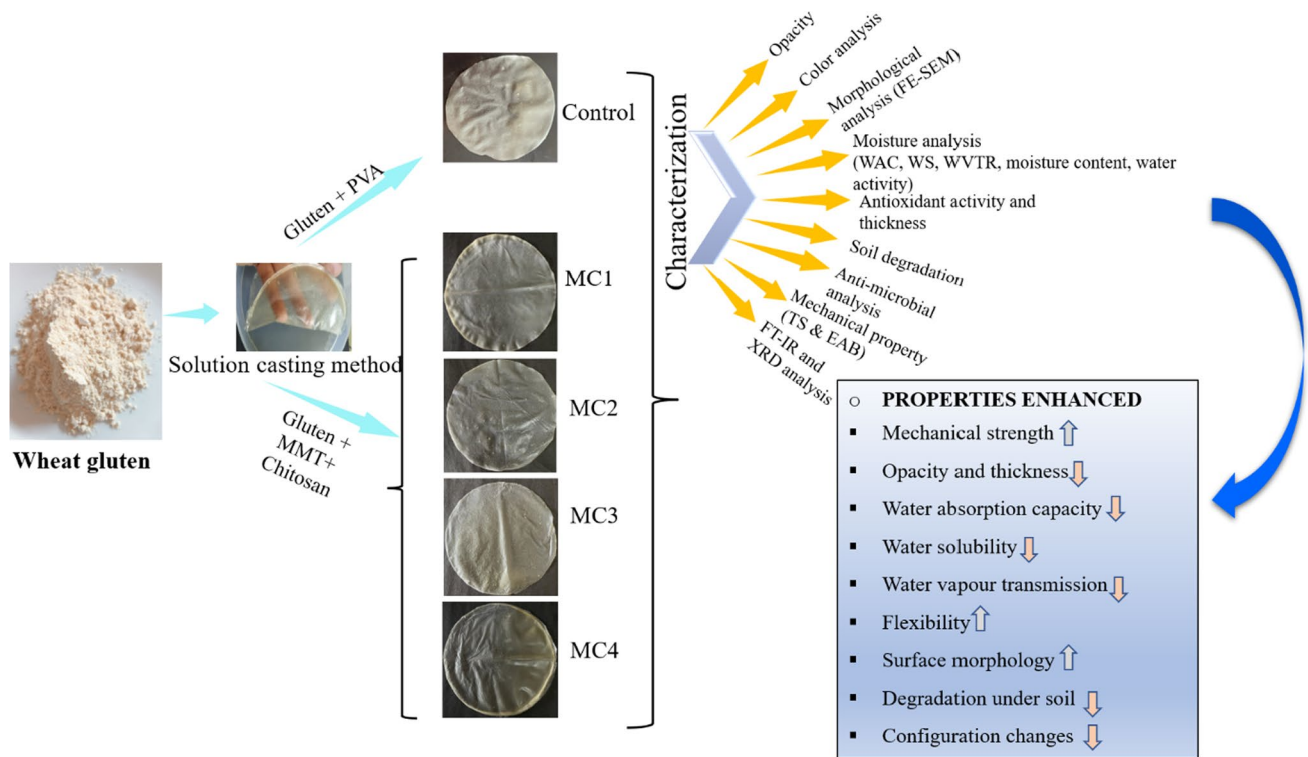 Wheat gluten
Solution casting method
Gluten + PVA
Gluten +
MMT+
Chitosan
Control
MC1
MC2
MC3
MC4
Characterization
Opacity
Color analysis
Morphological
analysis (FE-SEM)
Moisture analysis
(WAC, WS, WVTR, moisture content, water
activity)
Antioxidant activity and
thickness
Soil degradation
Anti-microbial
analysis
Mechanical property
(TS & EAB)
FT-IR and
XRD analysis
○ PROPERTIES ENHANCED
▪ Mechanical strength ⇧
▪ Opacity and thickness ⇩
▪ Water absorption capacity ⇩
▪ Water solubility ⇩
▪ Water vapour transmission ⇩
▪ Flexibility ⇧
▪ Surface morphology ⇧
▪ Degradation under soil ⇩
▪ Configuration changes ⇩